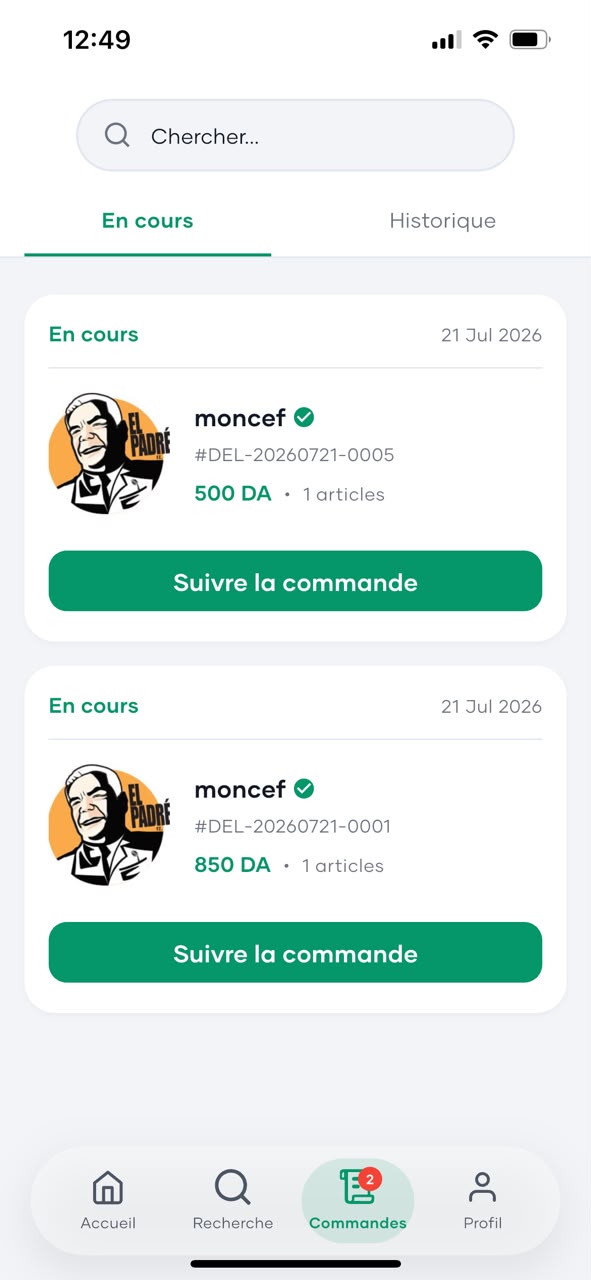 12:49
Chercher...
En cours
Historique
En cours
21 Jul 2026
EL
PADRÉ
moncef
#DEL-20260721-0005
500 DA • 1 articles
Suivre la commande
En cours
21 Jul 2026
EL
PADRÉ
moncef
#DEL-20260721-0001
850 DA • 1 articles
Suivre la commande
2
Accueil
Recherche
Commandes
Profil